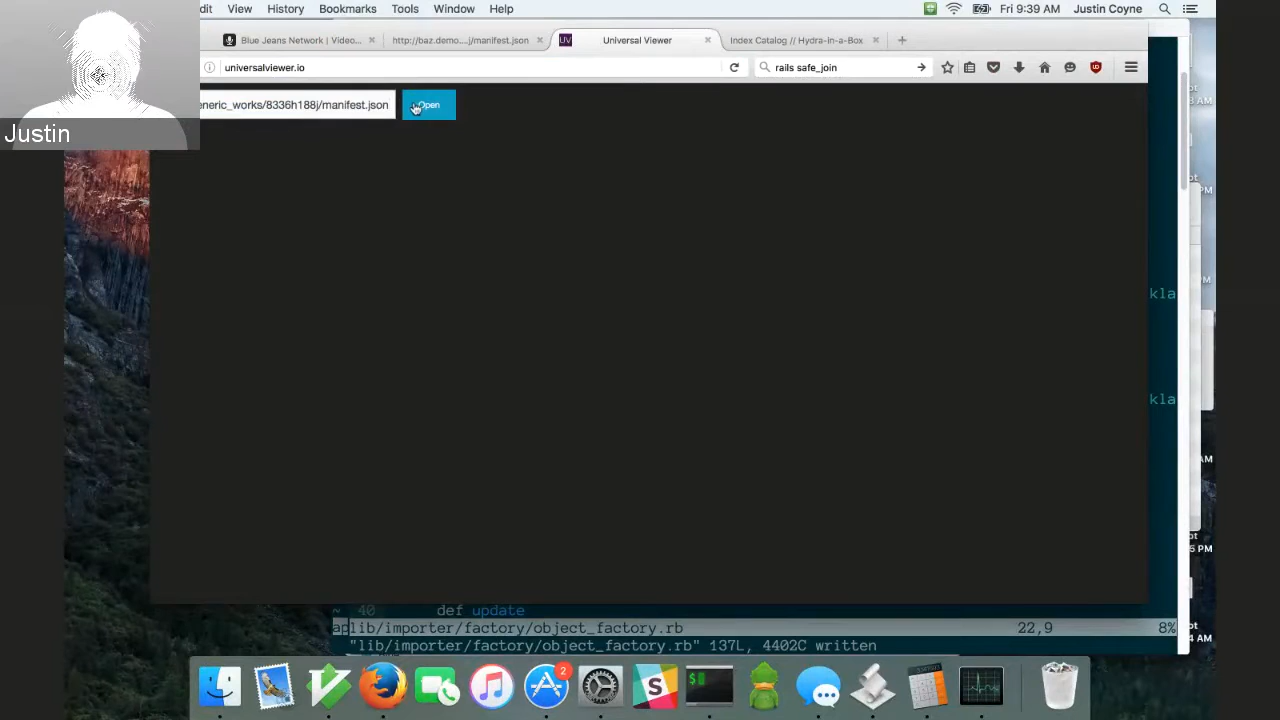 dit View History Bookmarks Tools Window Help Fri 9:39 AM Justin Coyne
Blue Jeans Network | Video... http://baz.demo....j/manifest.json UV Universal Viewer Index Catalog // Hydra-in-a-Box
universalviewer.io rails safe_join
eneric_works/8336h188j/manifest.json Open
Justin
kla
kla
40 def update
lib/importer/factory/object_factory.rb 22,9 8%
"lib/importer/factory/object_factory.rb" 137L, 4402C written
2